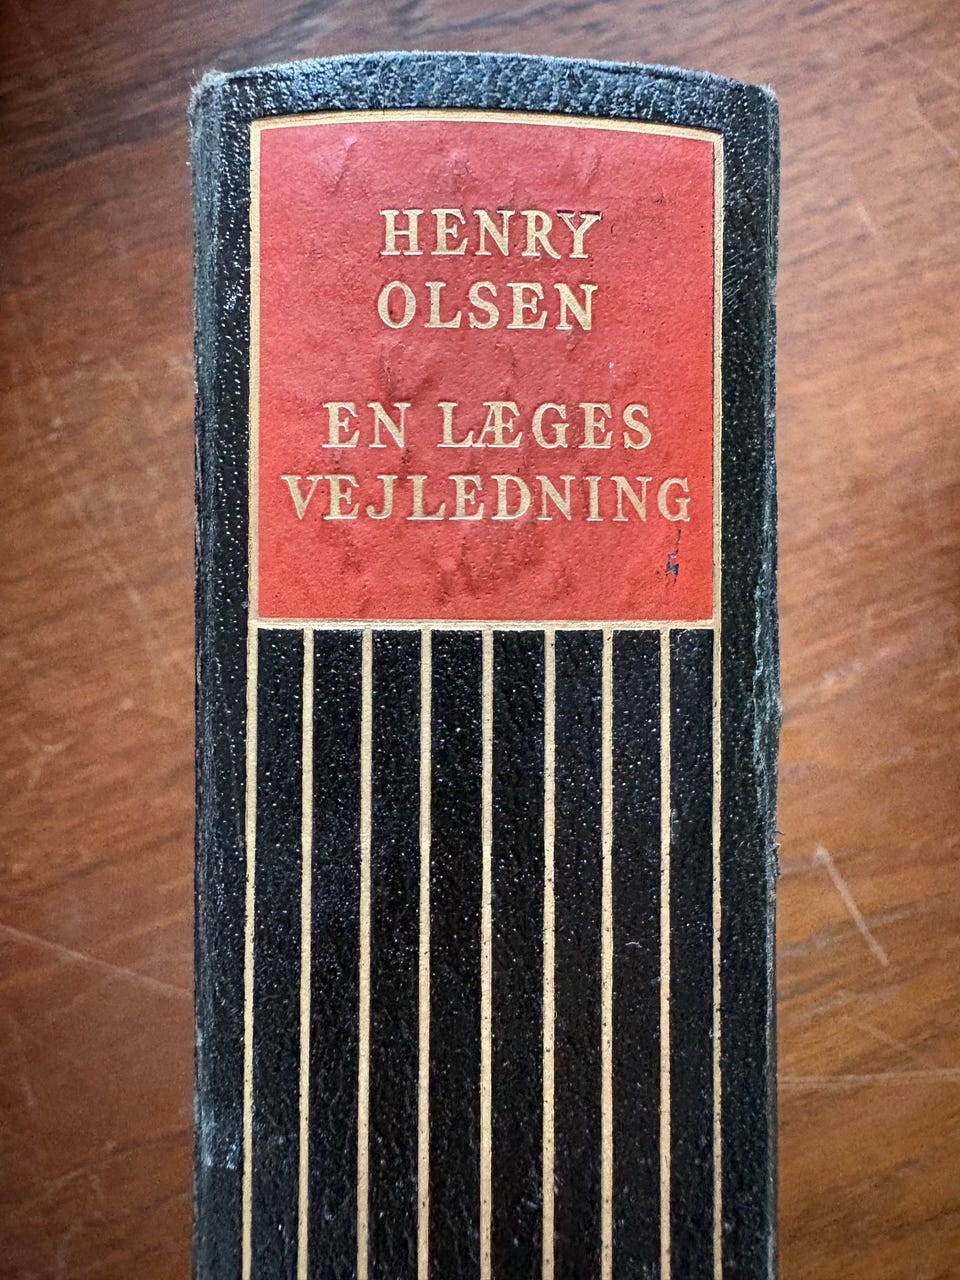 HENRY
OLSEN
EN LÆGES
VEJLEDNING